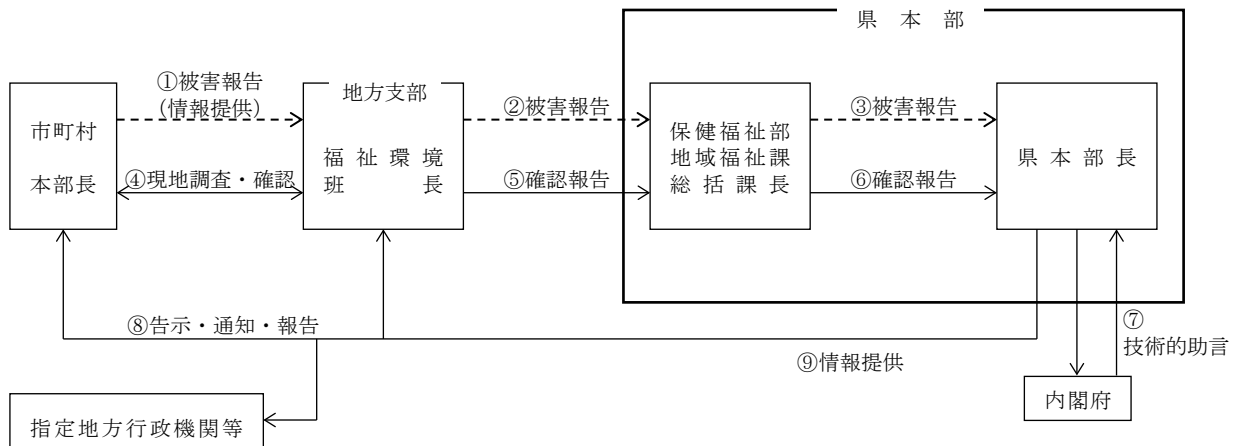 県本部
①被害報告
(情報提供)
地方支部
②被害報告
③被害報告
市町村
本部長
福祉環境
班長
保健福祉部
地域福祉課
総括課長
県本部長
④現地調査・確認
⑤確認報告
⑥確認報告
⑧告示・通知・報告
⑦
技術的助言
⑨情報提供
内閣府
指定地方行政機関等